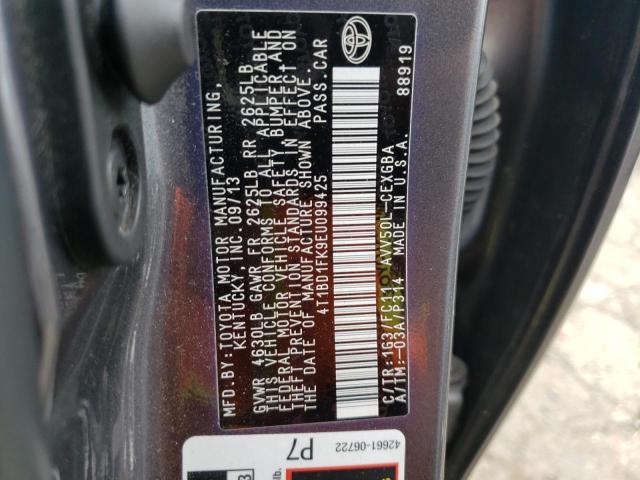 MFD.BY:TOYOTA MOTOR MANUFACTURING,
KENTUCKY, INC. 09/13
GVWR 4630LB GAWR FR 2625LB RR 2625LB
THIS VEHICLE CONFORMS TO ALL APPLICABLE
FEDERAL MOTOR VEHICLE SAFETY, BUMPER AND
THEFT PREVENTION STANDARDS IN EFFECT ON
THE DATE OF MANUFACTURE SHOWN ABOVE.
4T1BD1FK9EU099425 PASS.CAR
C/TR:1G3/FC11 AVV50L-CEXGBA
A/TM:-03A/P314 MADE IN U.S.A. 88919
42661-06722
P7
lb.